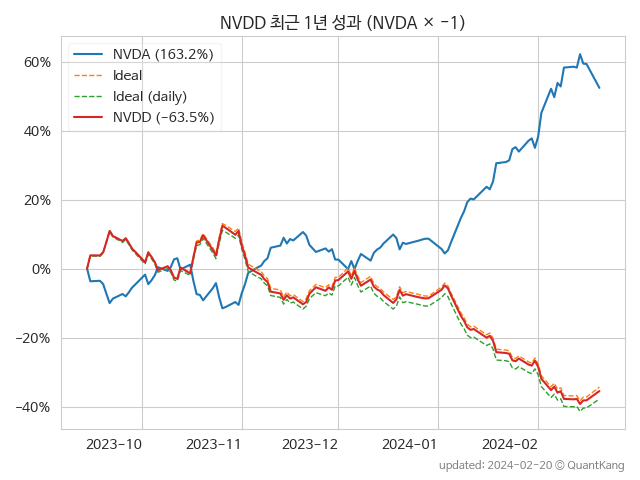 NVDD 최근 1년 성과 (NVDA × −1)
NVDA (163.2%)
Ideal
Ideal (daily)
NVDD (−63.5%)
60%
40%
20%
0%
−20%
−40%
2023−10
2023−11
2023−12
2024−01
2024−02
updated: 2024−02−20 © QuantKang